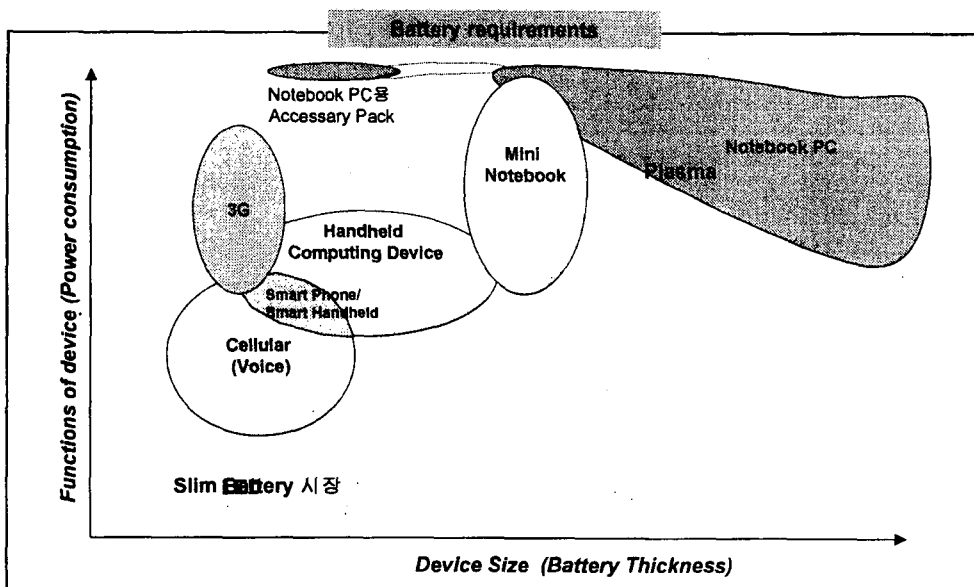 Battery requirements
Functions of device (Power consumption)
Notebook PC용
Accessary Pack
Mini
Notebook
Notebook PC
Plasma
3G
Handheld
Computing Device
Smart Phone/
Smart Handheld
Cellular
(Voice)
Slim Battery 시장
Device Size (Battery Thickness)